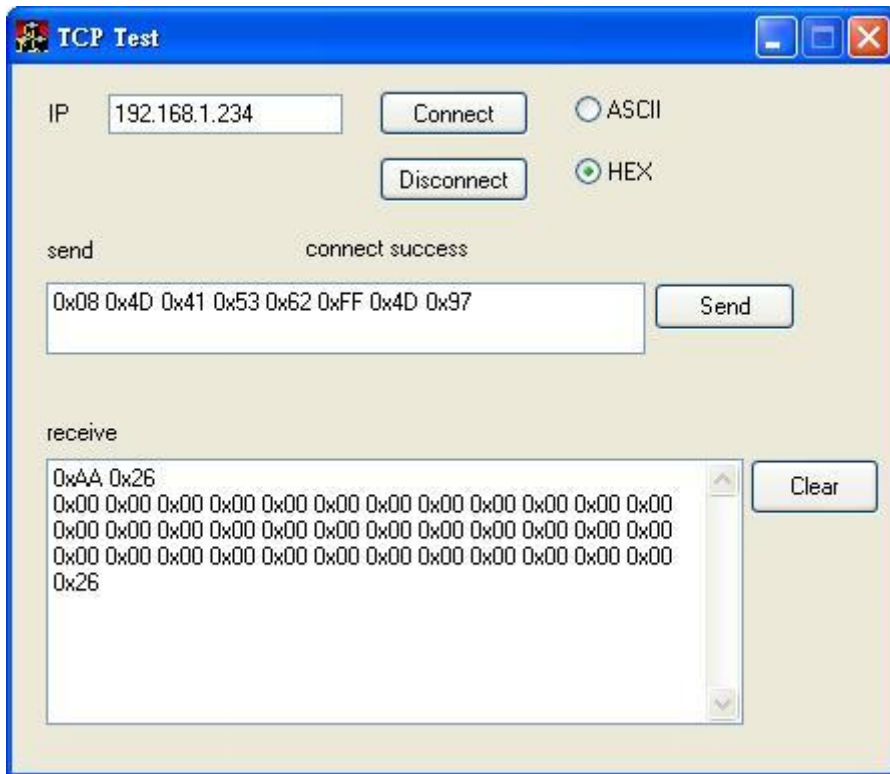 TCP Test
IP 192.168.1.234 Connect ASCII
Disconnect HEX
send connect success
0x08 0x4D 0x41 0x53 0x62 0xFF 0x4D 0x97 Send
receive
0xAA 0x26 Clear
0x00 0x00 0x00 0x00 0x00 0x00 0x00 0x00 0x00 0x00 0x00 0x00
0x00 0x00 0x00 0x00 0x00 0x00 0x00 0x00 0x00 0x00 0x00 0x00
0x00 0x00 0x00 0x00 0x00 0x00 0x00 0x00 0x00 0x00 0x00 0x00
0x26